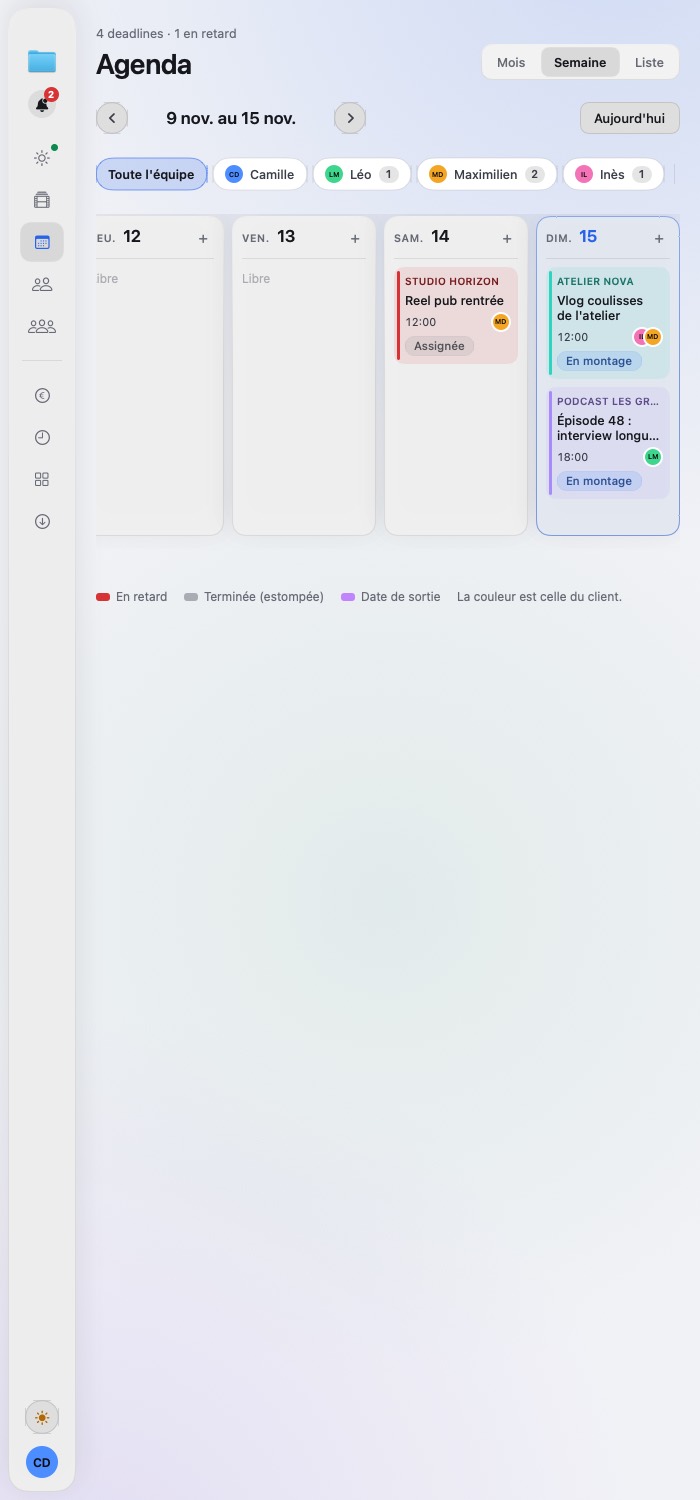 4 deadlines · 1 en retard
Agenda
Mois
Semaine
Liste
2
9 nov. au 15 nov.
Aujourd'hui
Toute l'équipe
CD Camille
LM Léo 1
MD Maximilien 2
IL Inès 1
EU. 12 +
ibre
VEN. 13 +
Libre
SAM. 14 +
STUDIO HORIZON
Reel pub rentrée
12:00 MD
Assignée
DIM. 15 +
ATELIER NOVA
Vlog coulisses
de l'atelier
12:00 MD
En montage
PODCAST LES GR…
Épisode 48 :
interview longu…
18:00 LM
En montage
En retard
Terminée (estompée)
Date de sortie
La couleur est celle du client.
CD